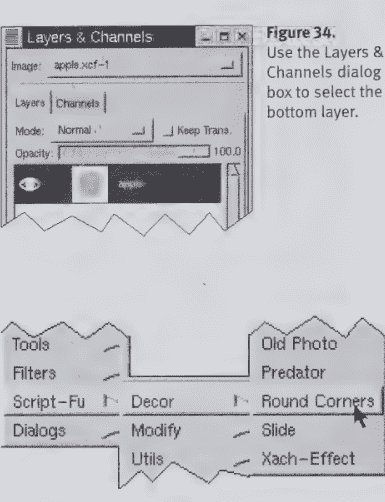 Layers & Channels
Image: apple.xcf-1
Layers Channels
Mode: Normal Keep Trans.
Opacity: 100.0
apple
Figure 34.
Use the Layers &
Channels dialog
box to select the
bottom layer.
Tools Old Photo
Filters Predator
Script-Fu Decor Round Corners
Dialogs Modify Slide
Utils Xach-Effect